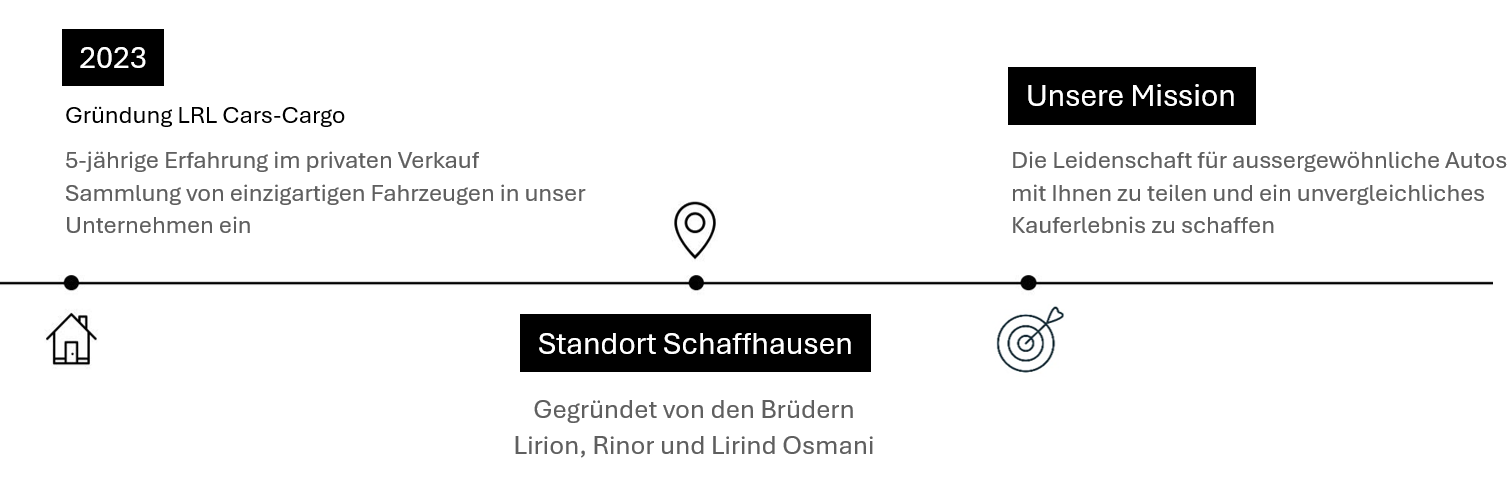 2023
Gründung LRL Cars-Cargo
5-jährige Erfahrung im privaten Verkauf
Sammlung von einzigartigen Fahrzeugen in unser
Unternehmen ein
Standort Schaffhausen
Gegründet von den Brüdern
Lirion, Rinor und Lirind Osmani
Unsere Mission
Die Leidenschaft für aussergewöhnliche Autos
mit Ihnen zu teilen und ein unvergleichliches
Kauferlebnis zu schaffen